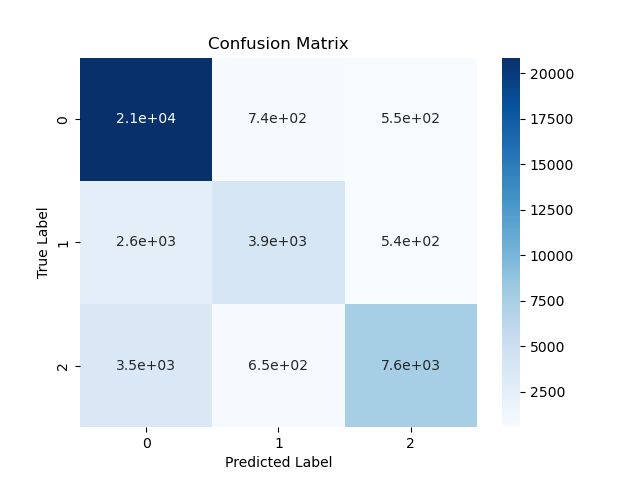 Confusion Matrix
True Label
0
2.1e+04 7.4e+02 5.5e+02
1
2.6e+03 3.9e+03 5.4e+02
2
3.5e+03 6.5e+02 7.6e+03
0 1 2
Predicted Label
20000
17500
15000
12500
10000
7500
5000
2500